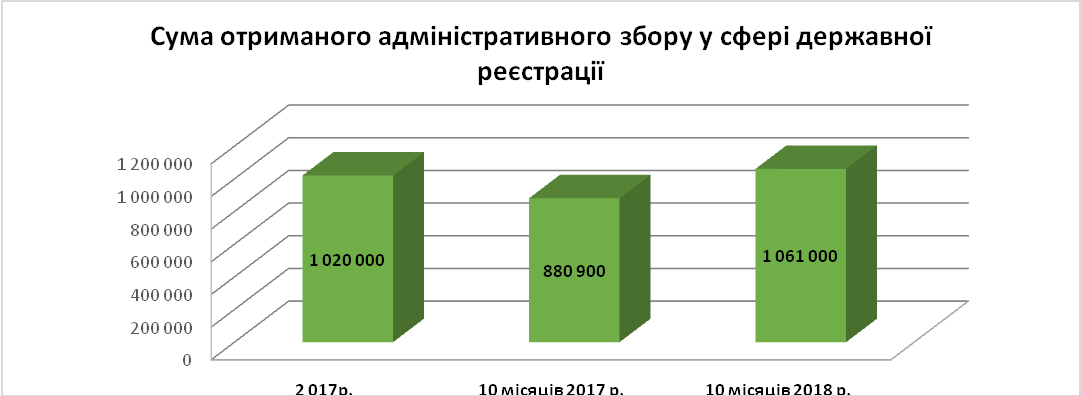 Сума отриманого адміністративного збору у сфері державної
реєстрації
1 200 000
1 000 000
800 000
600 000
400 000
200 000
0
1 020 000
880 900
1 061 000
2 017р.
10 місяців 2017 р.
10 місяців 2018 р.